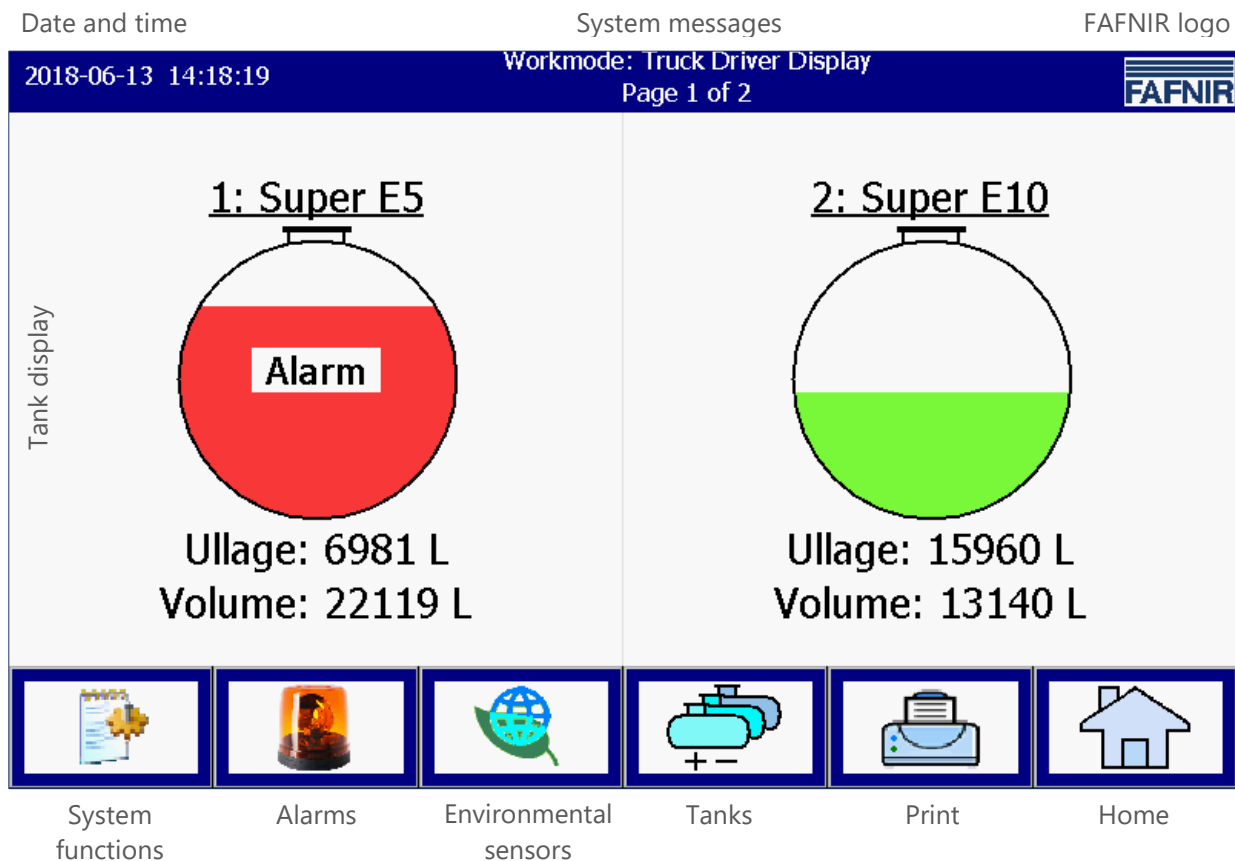 Date and time
System messages
FAFNIR logo
2018-06-13 14:18:19
Workmode: Truck Driver Display
Page 1 of 2
FAFNIR
Tank display
1: Super E5
Alarm
Ullage: 6981 L
Volume: 22119 L
2: Super E10
Ullage: 15960 L
Volume: 13140 L
+ −
System
functions
Alarms
Environmental
sensors
Tanks
Print
Home